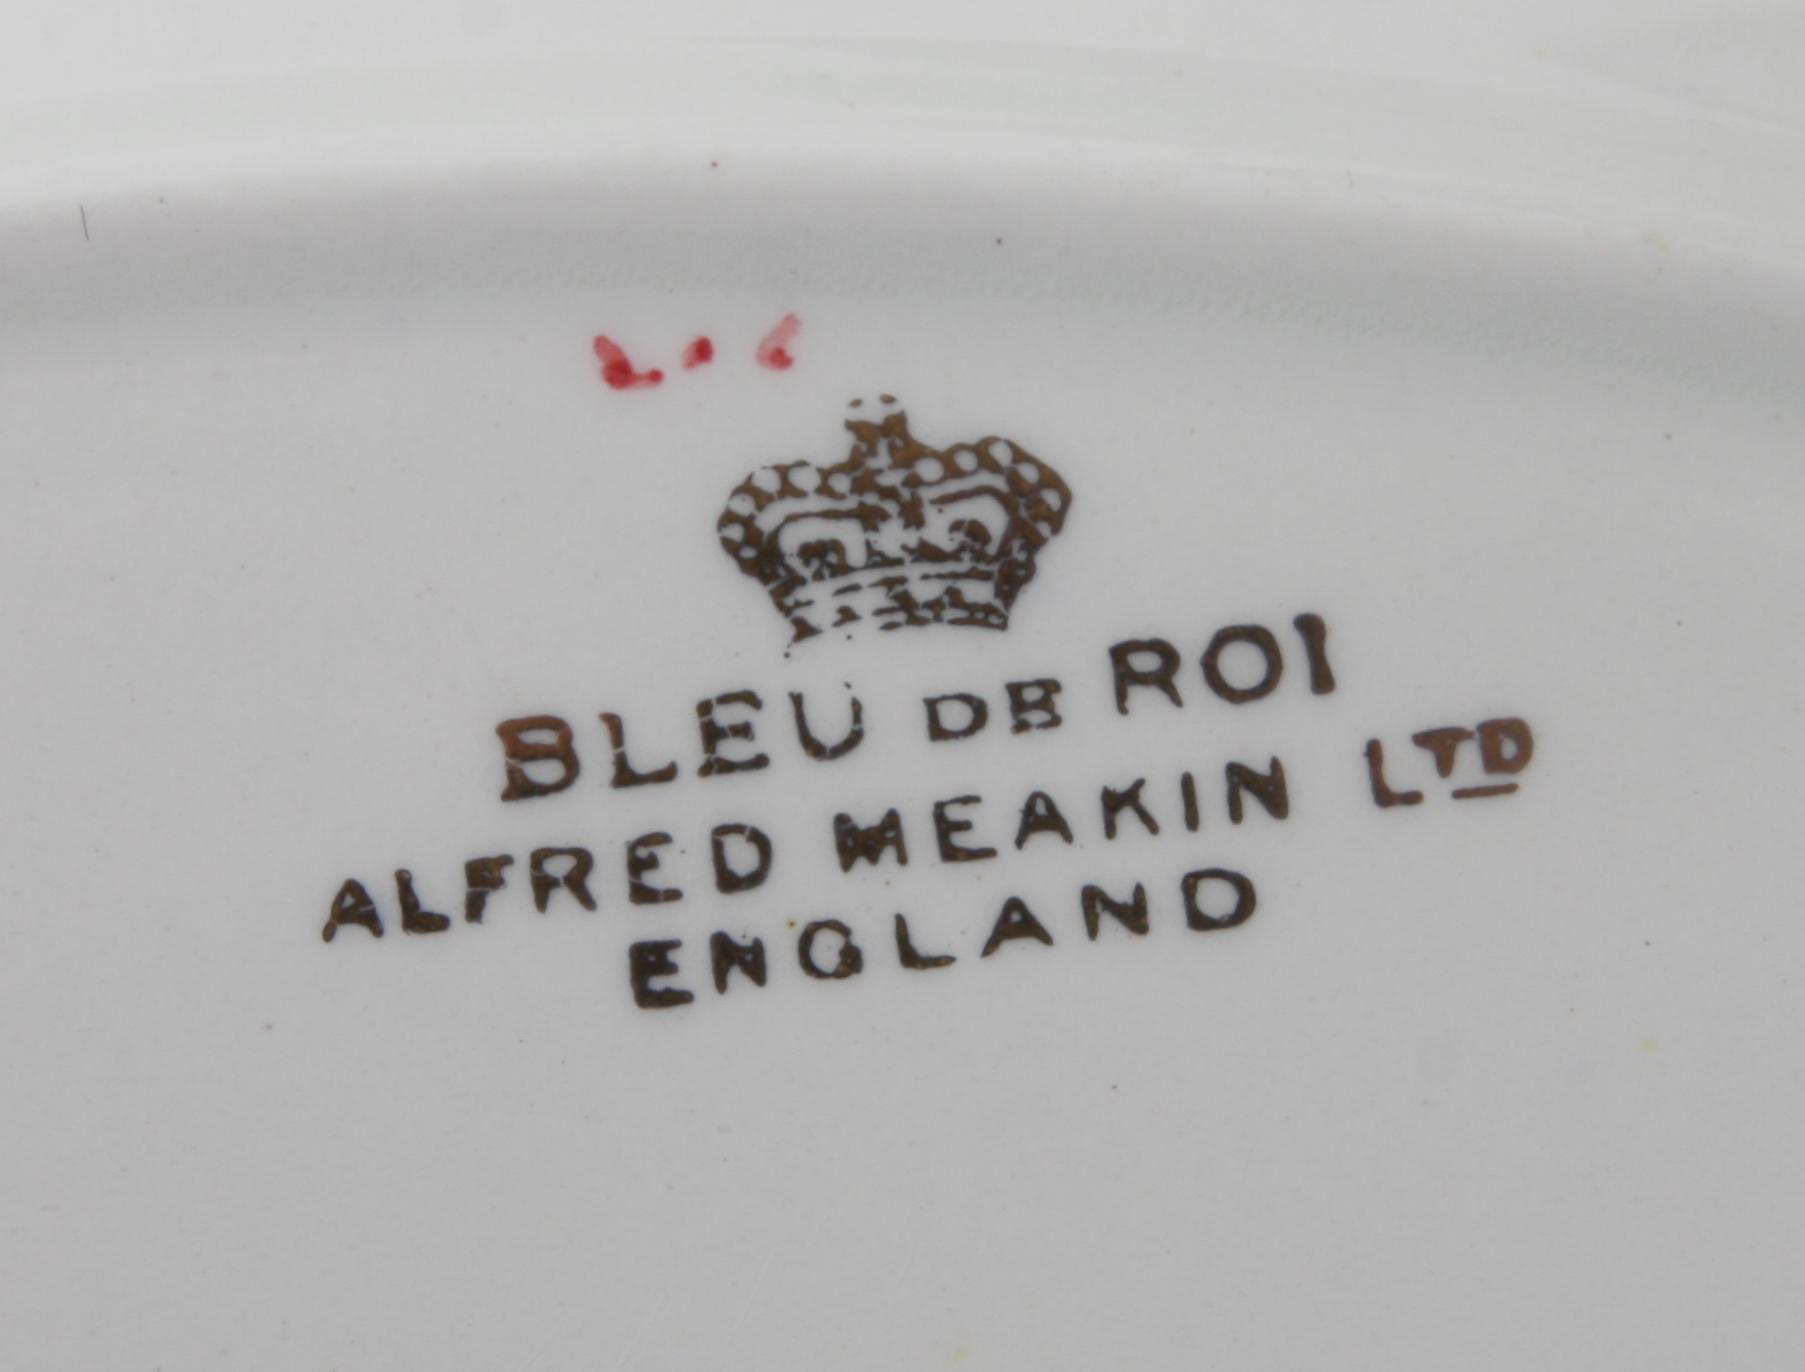 BLEU DE ROI
ALFRED MEAKIN LTD
ENGLAND